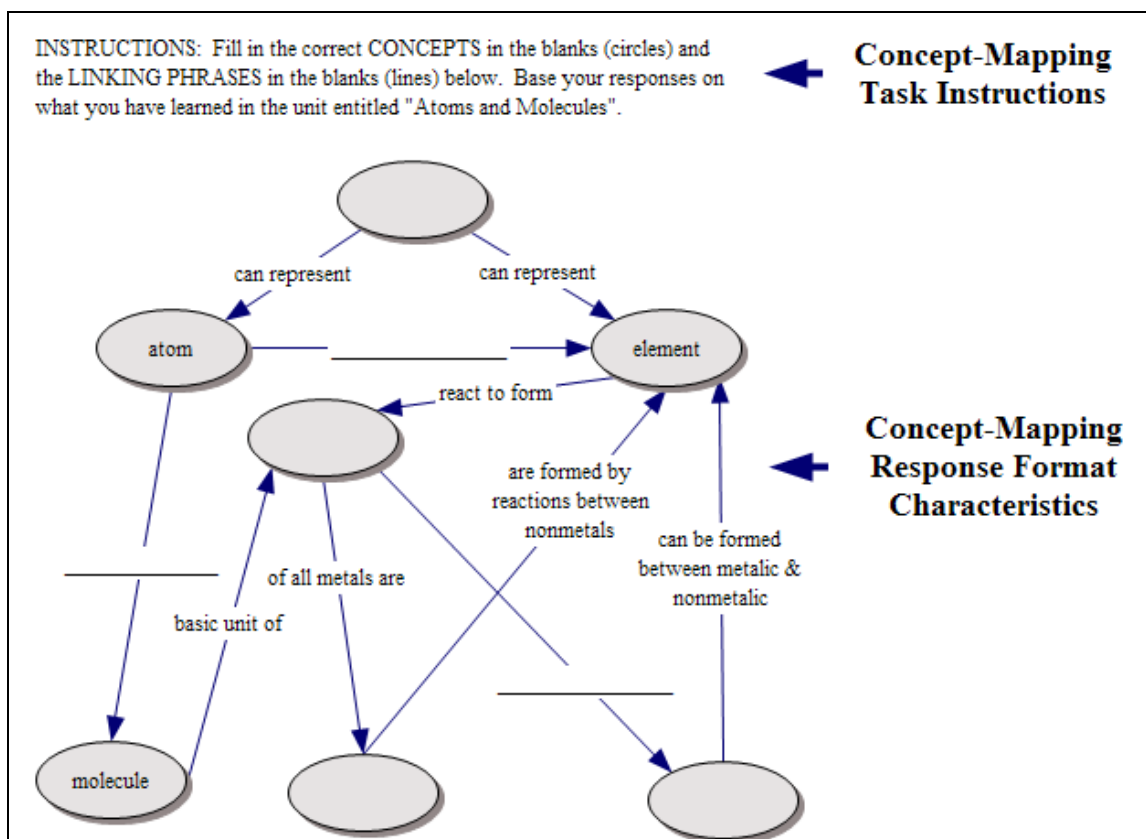 INSTRUCTIONS: Fill in the correct CONCEPTS in the blanks (circles) and
the LINKING PHRASES in the blanks (lines) below. Base your responses on
what you have learned in the unit entitled "Atoms and Molecules".
Concept-Mapping
Task Instructions
can represent
can represent
atom
element
react to form
Concept-Mapping
Response Format
Characteristics
are formed by
reactions between
nonmetals
can be formed
between metalic &
nonmetalic
of all metals are
basic unit of
molecule